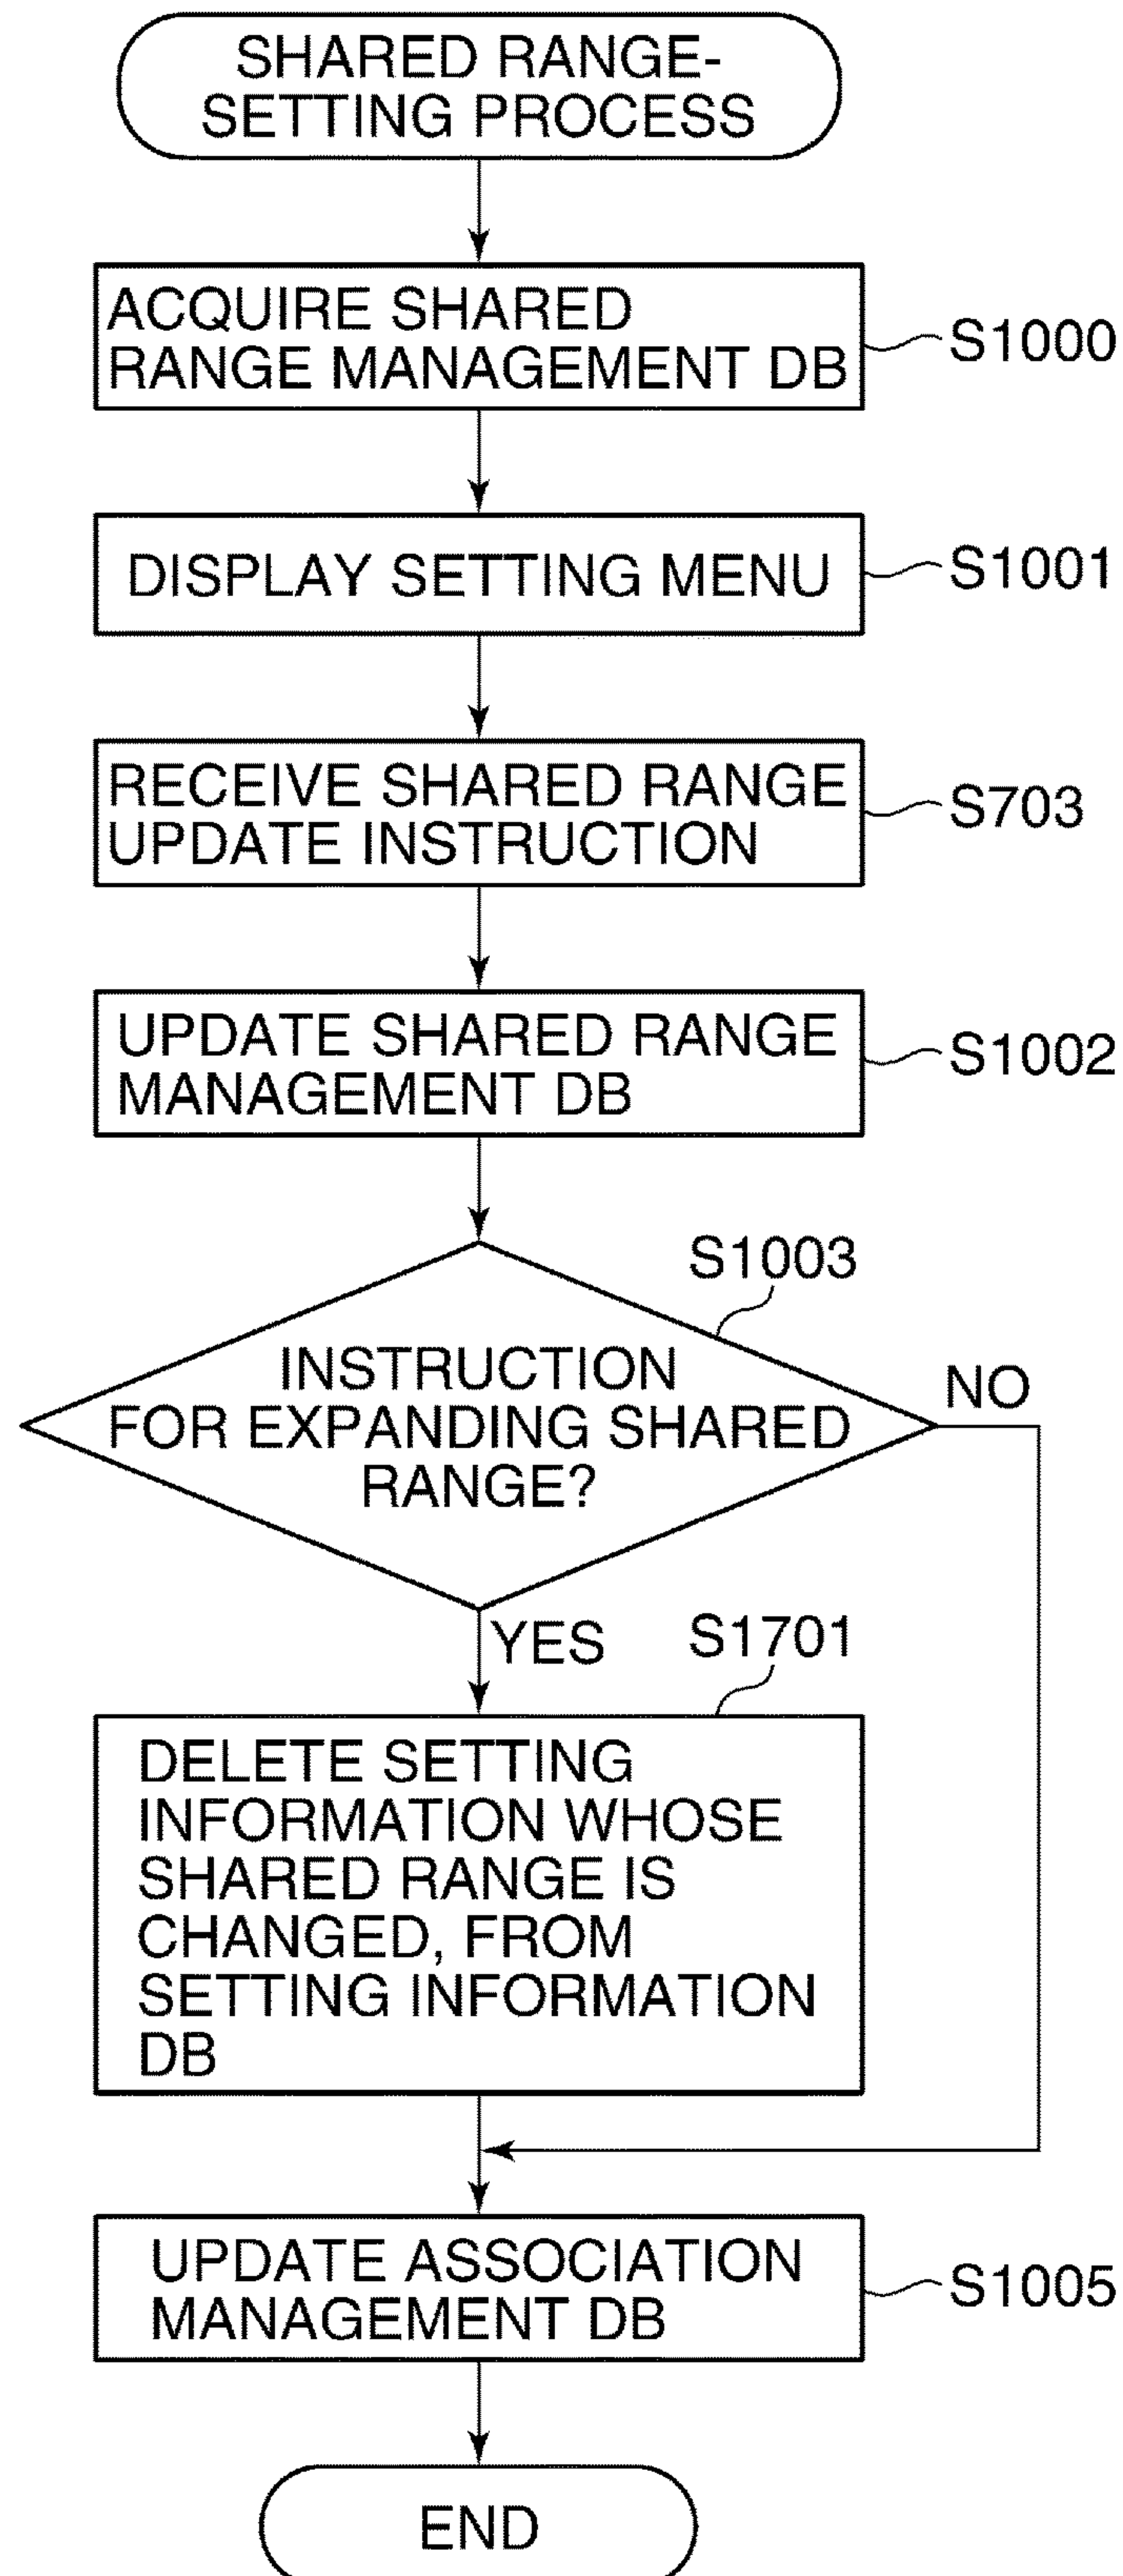 SHARED RANGE-
SETTING PROCESS
ACQUIRE SHARED
RANGE MANAGEMENT DB
S1000
DISPLAY SETTING MENU
S1001
RECEIVE SHARED RANGE
UPDATE INSTRUCTION
S703
UPDATE SHARED RANGE
MANAGEMENT DB
S1002
S1003
INSTRUCTION
FOR EXPANDING SHARED
RANGE?
NO
YES
S1701
DELETE SETTING
INFORMATION WHOSE
SHARED RANGE IS
CHANGED, FROM
SETTING INFORMATION
DB
UPDATE ASSOCIATION
MANAGEMENT DB
S1005
END